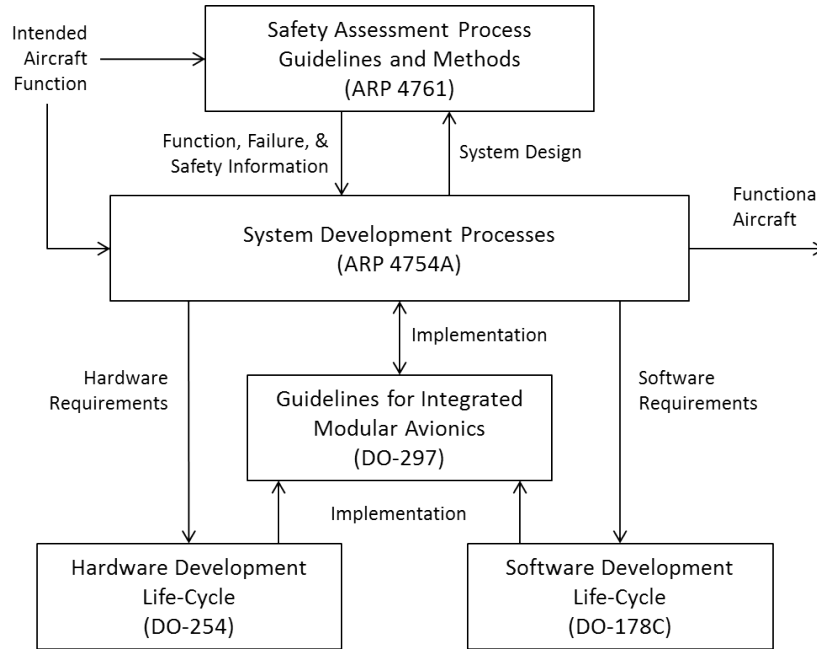 Intended
Aircraft
Function
Safety Assessment Process
Guidelines and Methods
(ARP 4761)
Function, Failure, &
Safety Information
System Design
System Development Processes
(ARP 4754A)
Functiona
Aircraft
Implementation
Hardware
Requirements
Software
Requirements
Guidelines for Integrated
Modular Avionics
(DO-297)
Implementation
Hardware Development
Life-Cycle
(DO-254)
Software Development
Life-Cycle
(DO-178C)